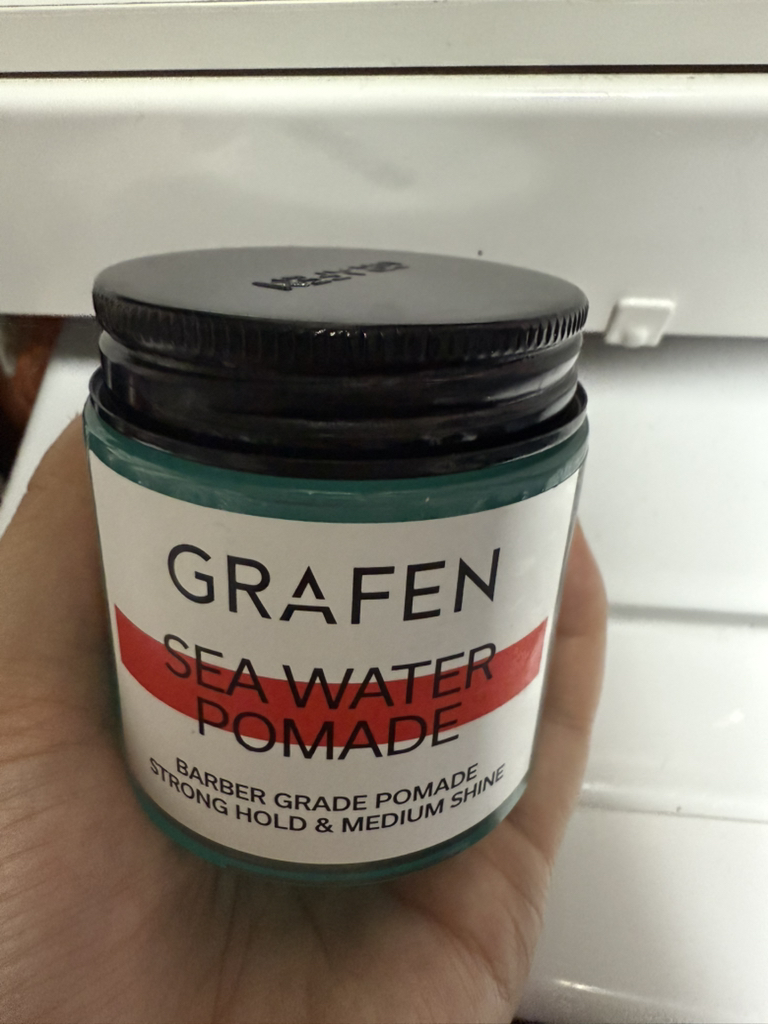 GRAFEN
SEA WATER
POMADE
BARBER GRADE POMADE
STRONG HOLD & MEDIUM SHINE